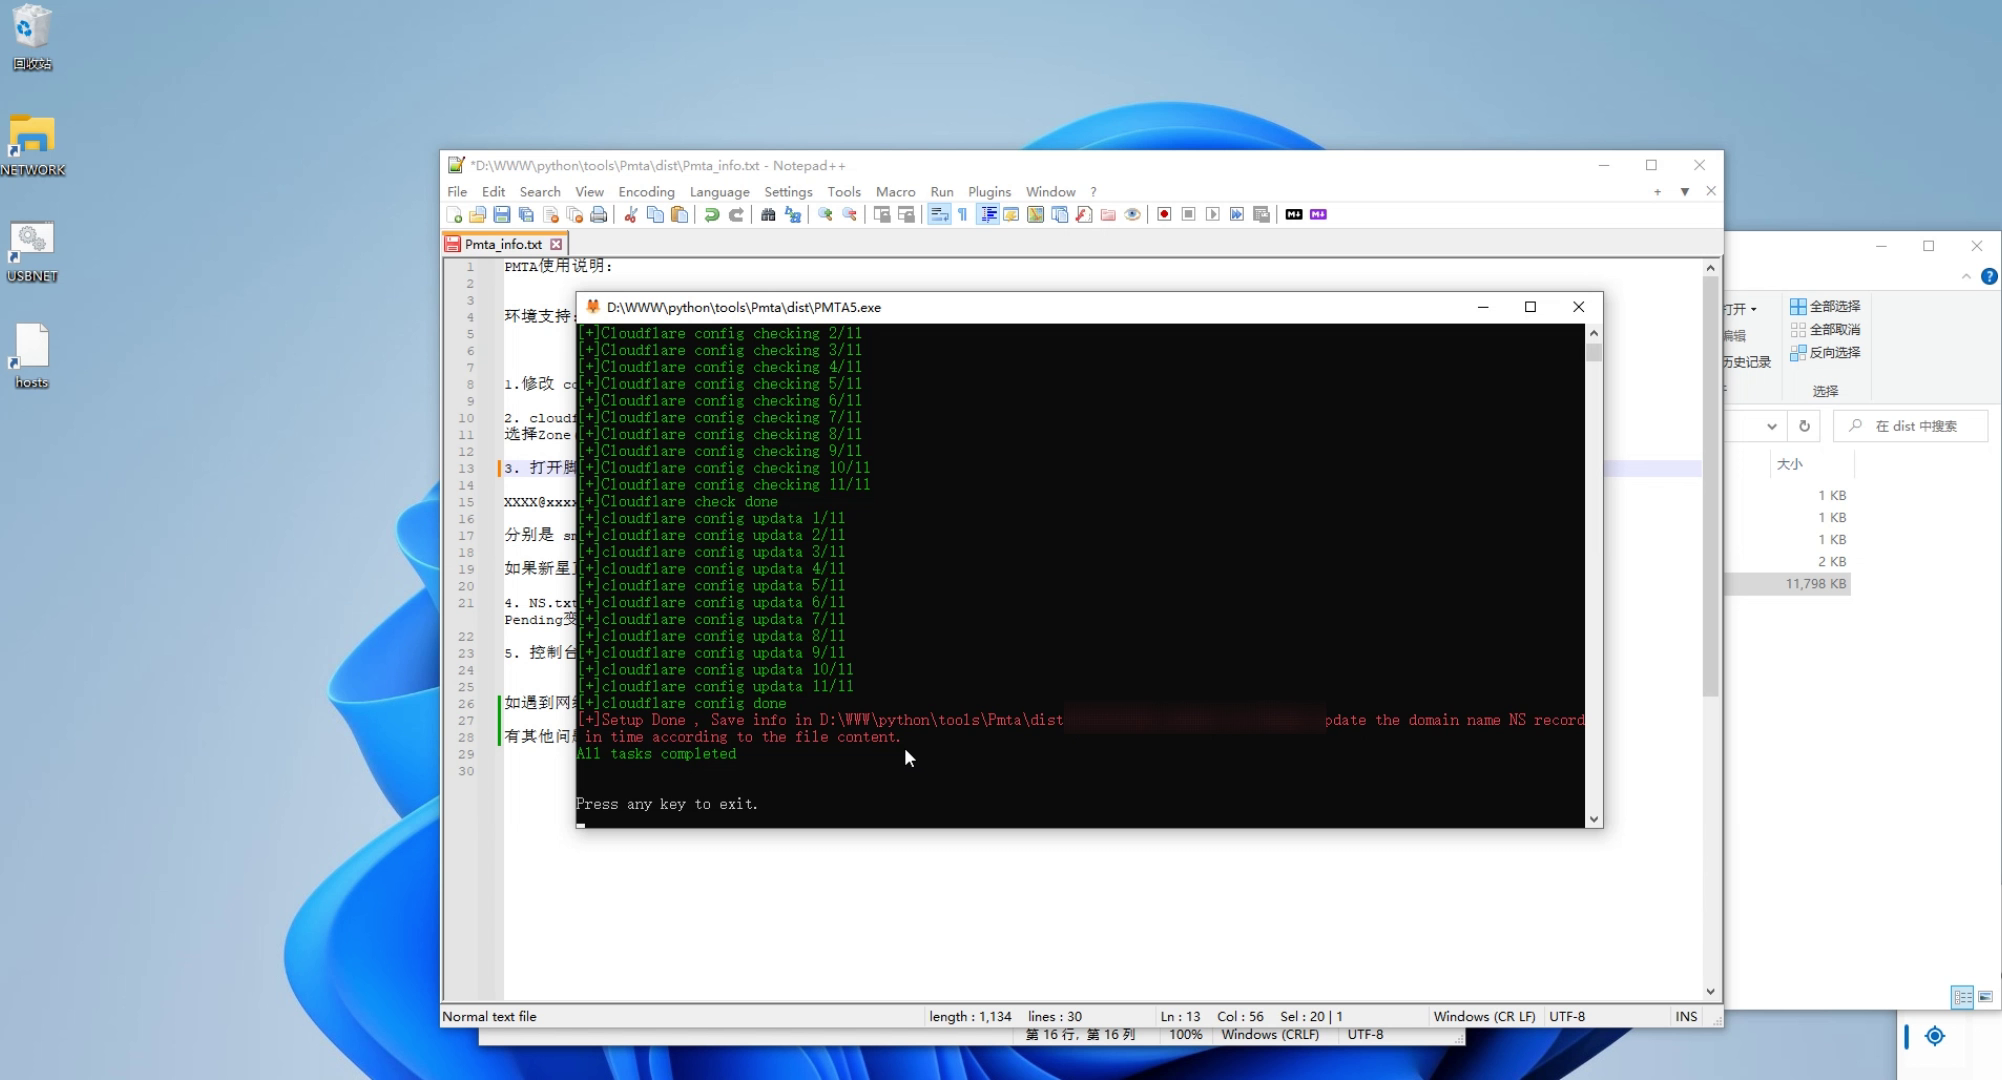 回收站
NETWORK
USBNET
hosts
*D:\WWW\python\tools\Pmta\dist\Pmta_info.txt - Notepad++
File Edit Search View Encoding Language Settings Tools Macro Run Plugins Window ?
Pmta_info.txt
1 PMTA使用说明:
2
3
4 环境支持:
5
6
7
8 1.修改 co
9
10 2. cloudf
11 选择Zone
12
13 3. 打开脚
14
15 XXXX@xxxx
16
17 分别是 sm
18
19 如果新星
20
21 4. NS.txt
Pending变
22
23 5. 控制台
24
25
26 如遇到网络
27
28 有其他问题
29
30
D:\WWW\python\tools\Pmta\dist\PMTA5.exe
[+]Cloudflare config checking 2/11
[+]Cloudflare config checking 3/11
[+]Cloudflare config checking 4/11
[+]Cloudflare config checking 5/11
[+]Cloudflare config checking 6/11
[+]Cloudflare config checking 7/11
[+]Cloudflare config checking 8/11
[+]Cloudflare config checking 9/11
[+]Cloudflare config checking 10/11
[+]Cloudflare config checking 11/11
[+]Cloudflare check done
[+]cloudflare config updata 1/11
[+]cloudflare config updata 2/11
[+]cloudflare config updata 3/11
[+]cloudflare config updata 4/11
[+]cloudflare config updata 5/11
[+]cloudflare config updata 6/11
[+]cloudflare config updata 7/11
[+]cloudflare config updata 8/11
[+]cloudflare config updata 9/11
[+]cloudflare config updata 10/11
[+]cloudflare config updata 11/11
[+]cloudflare config done
[+]Setup Done , Save info in D:\WWW\python\tools\Pmta\dist pdate the domain name NS record
in time according to the file content.
All tasks completed
Press any key to exit.
打开
编辑
历史记录
全部选择
全部取消
反向选择
选择
在 dist 中搜索
大小
1 KB
1 KB
1 KB
2 KB
11,798 KB
Normal text file length : 1,134 lines : 30 Ln : 13 Col : 56 Sel : 20 | 1 Windows (CR LF) UTF-8 INS
第 16 行，第 16 列 100% Windows (CRLF) UTF-8